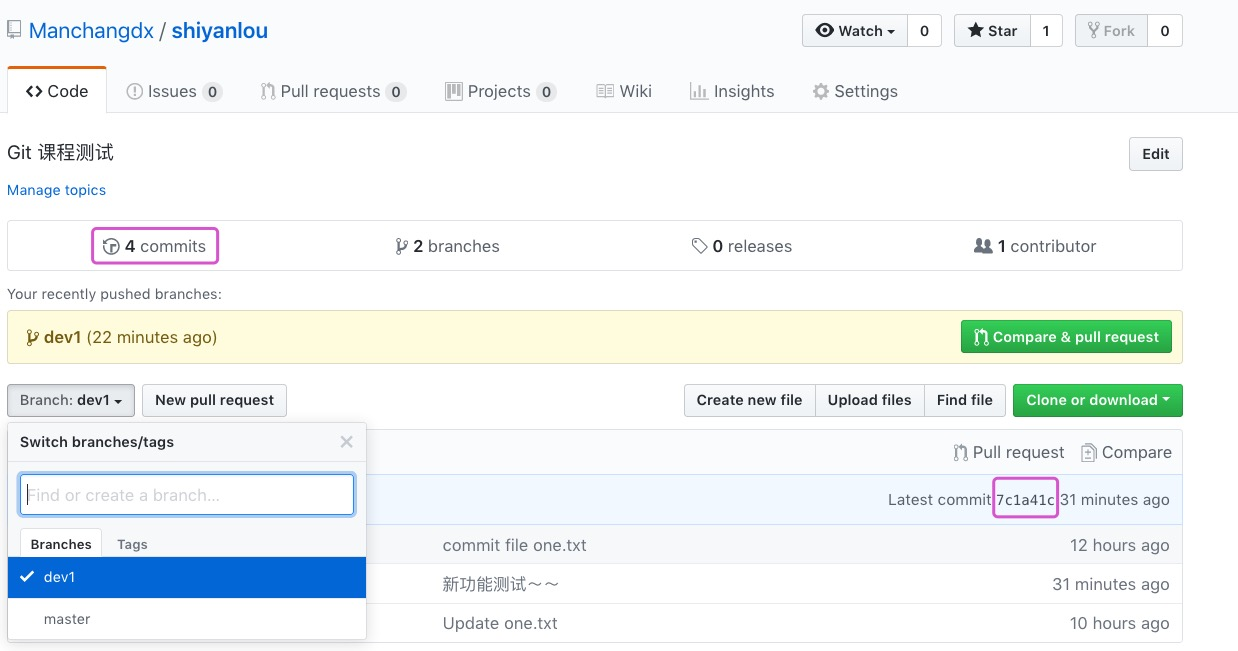 Manchangdx / shiyanlou
Watch 0 Star 1 Fork 0
Code Issues 0 Pull requests 0 Projects 0 Wiki Insights Settings
Git 课程测试
Edit
Manage topics
4 commits 2 branches 0 releases 1 contributor
Your recently pushed branches:
dev1 (22 minutes ago) Compare & pull request
Branch: dev1 New pull request Create new file Upload files Find file Clone or download
Switch branches/tags
Pull request Compare
Find or create a branch...
Latest commit 7c1a41c 31 minutes ago
Branches Tags
commit file one.txt 12 hours ago
dev1
新功能测试～～ 31 minutes ago
master
Update one.txt 10 hours ago